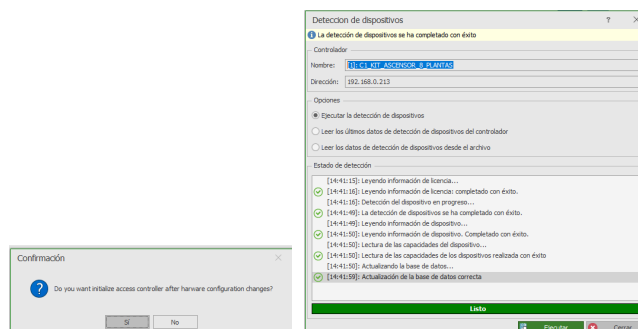 Confirmación
Do you want initialize access controller after harware configuration changes?
Sí
No
Deteccion de dispositivos
La detección de dispositivos se ha completado con éxito
Controlador
Nombre: [1]: C1_KIT_ASCENSOR_8_PLANTAS
Dirección: 192.168.0.213
Opciones
Ejecutar la detección de dispositivos
Leer los últimos datos de detección de dispositivos del controlador
Leer los datos de detección de dispositivos desde el archivo
Estado de detección
[14:41:15]: Leyendo información de licencia...
[14:41:16]: Leyendo información de licencia: completado con éxito.
[14:41:16]: Detección del dispositivo en progreso...
[14:41:49]: La detección de dispositivos se ha completado con éxito.
[14:41:49]: Leyendo información de dispositivo...
[14:41:50]: Leyendo información de dispositivo. Completado con éxito.
[14:41:50]: Lectura de las capacidades del dispositivo...
[14:41:50]: Lectura de las capacidades de los dispositivos realizada con éxito
[14:41:50]: Actualizando la base de datos...
[14:41:59]: Actualización de la base de datos correcta
Listo
Ejecutar
Cerrar